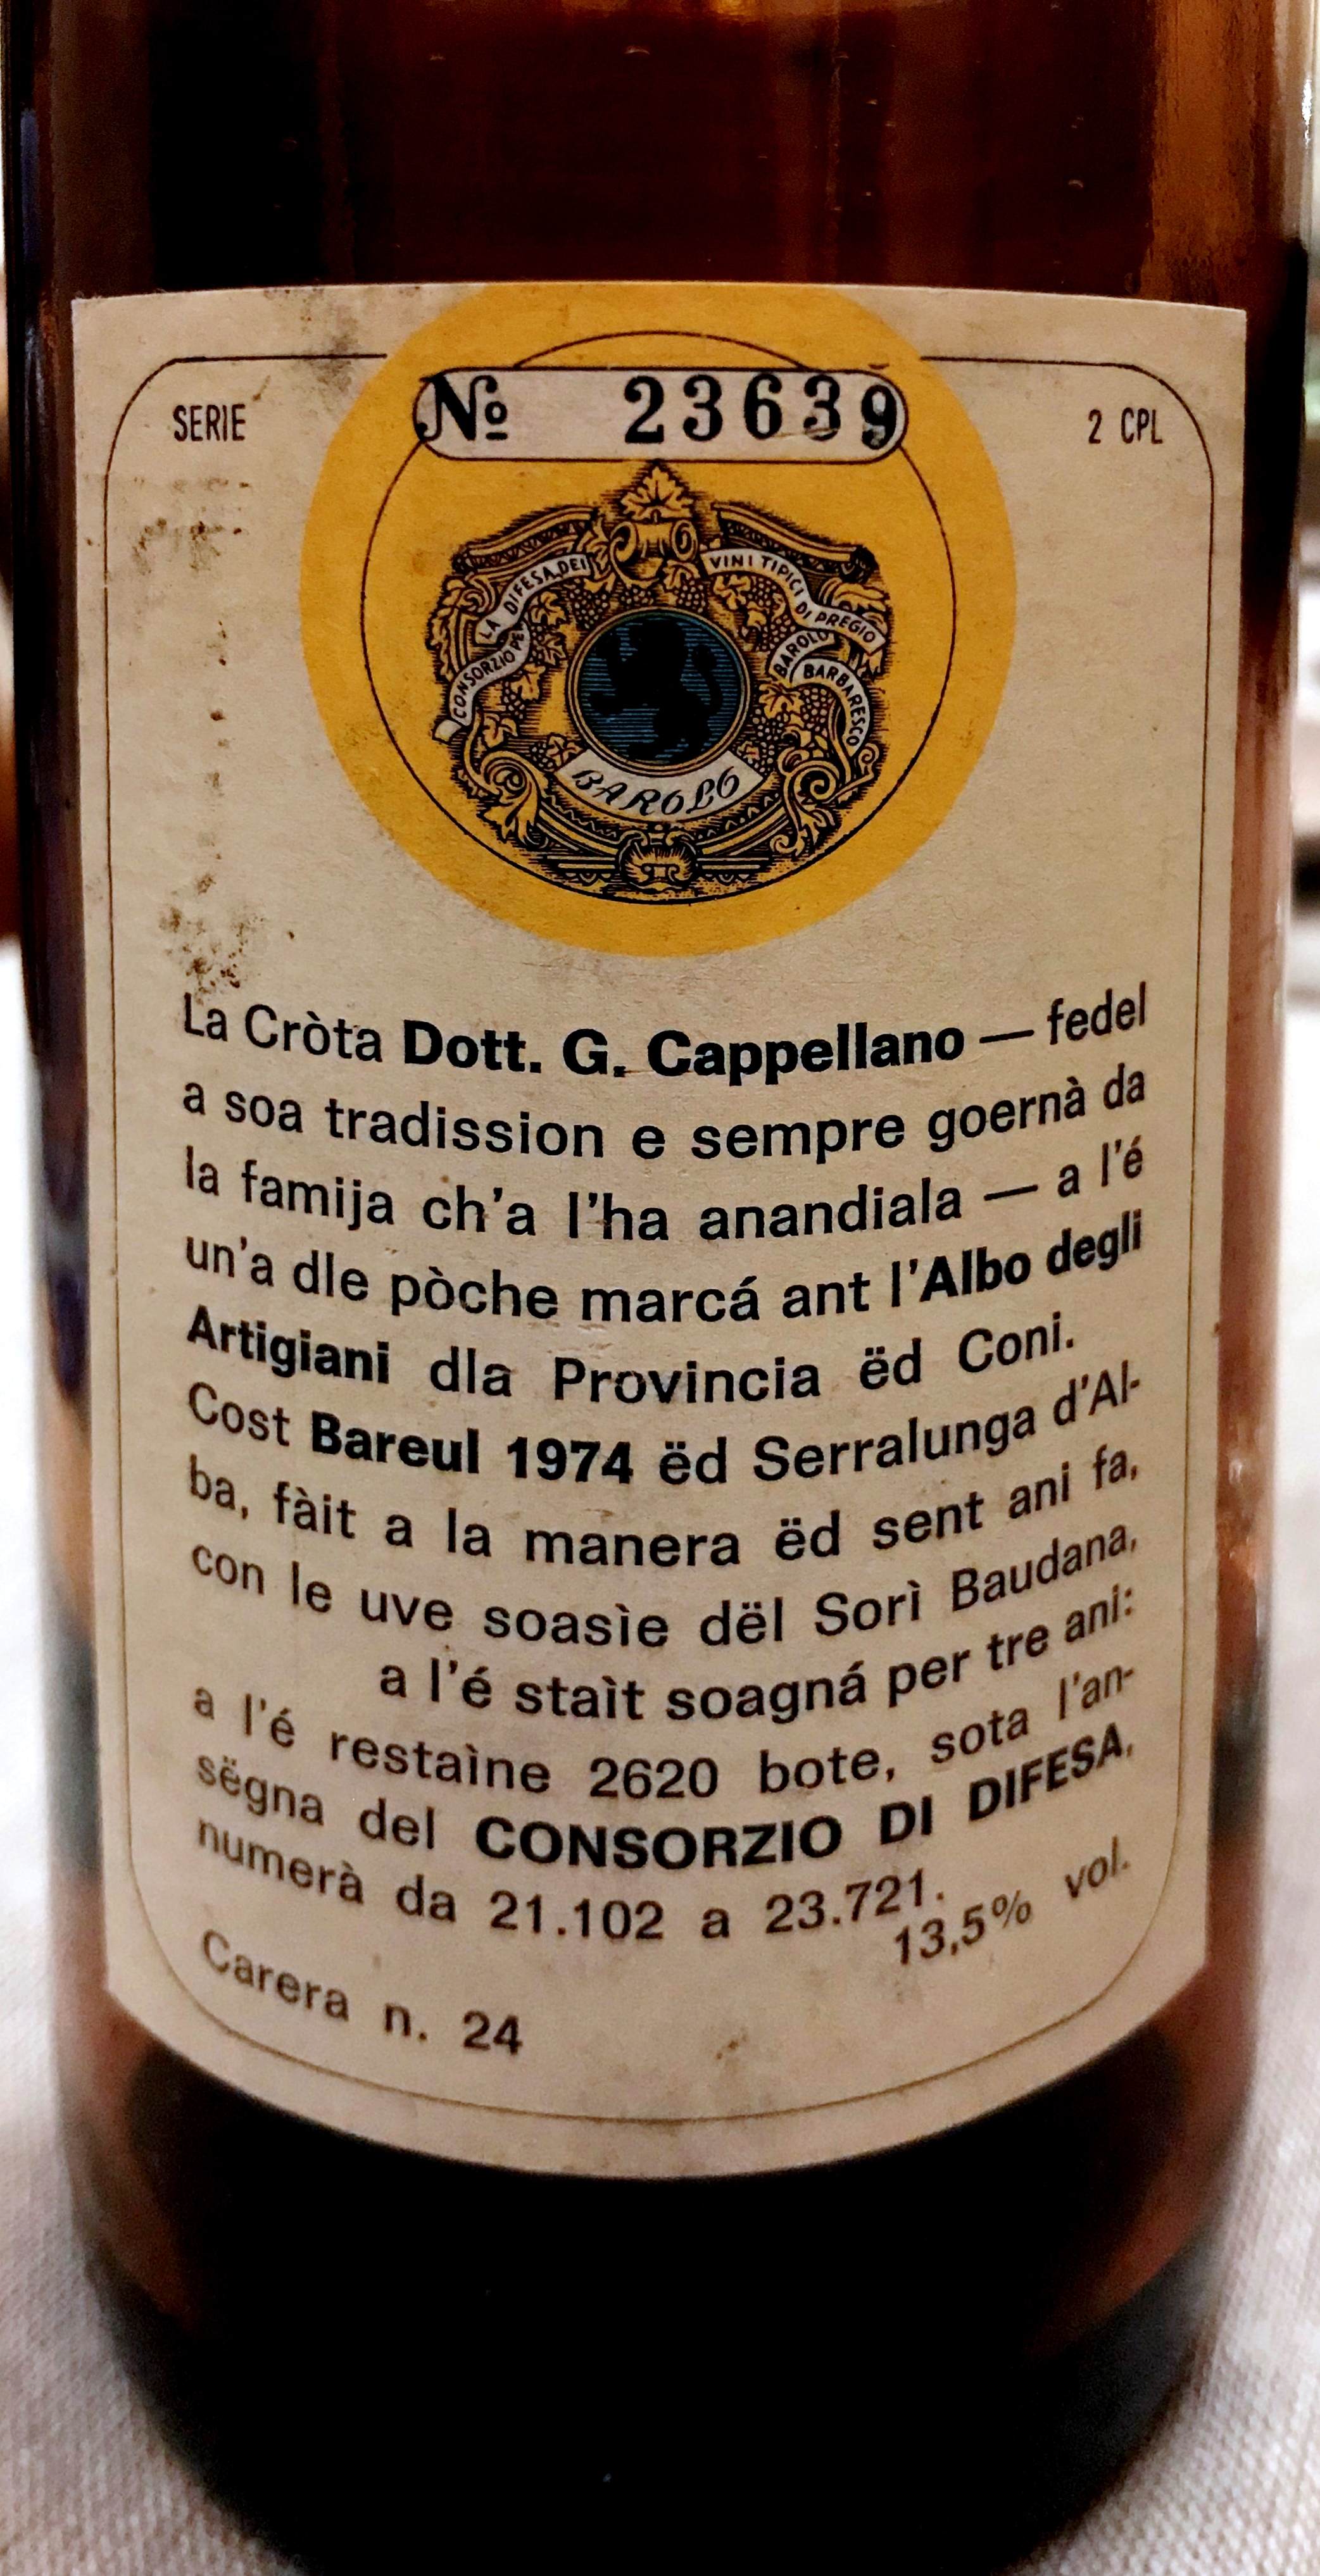 SERIE
№ 23639
2 CPL
CONSORZIO PER LA DIFESA DEI
VINI TIPICI DI PREGIO
BAROLO
BARBARESCO
BAROLO
La Cròta Dott. G. Cappellano — fedel
a soa tradission e sempre goernà da
la famija ch'a l'ha anandiala — a l'é
un'a dle pòche marcá ant l'Albo degli
Artigiani dla Provincia ëd Coni.
Cost Bareul 1974 ëd Serralunga d'Al-
ba, fàit a la manera ëd sent ani fa,
con le uve soasìe dël Sorì Baudana,
a l'é staìt soagná per tre ani:
a l'é restaìne 2620 bote, sota l'an-
sëgna del CONSORZIO DI DIFESA,
numerà da 21.102 a 23.721.
13,5% vol.
Carera n. 24